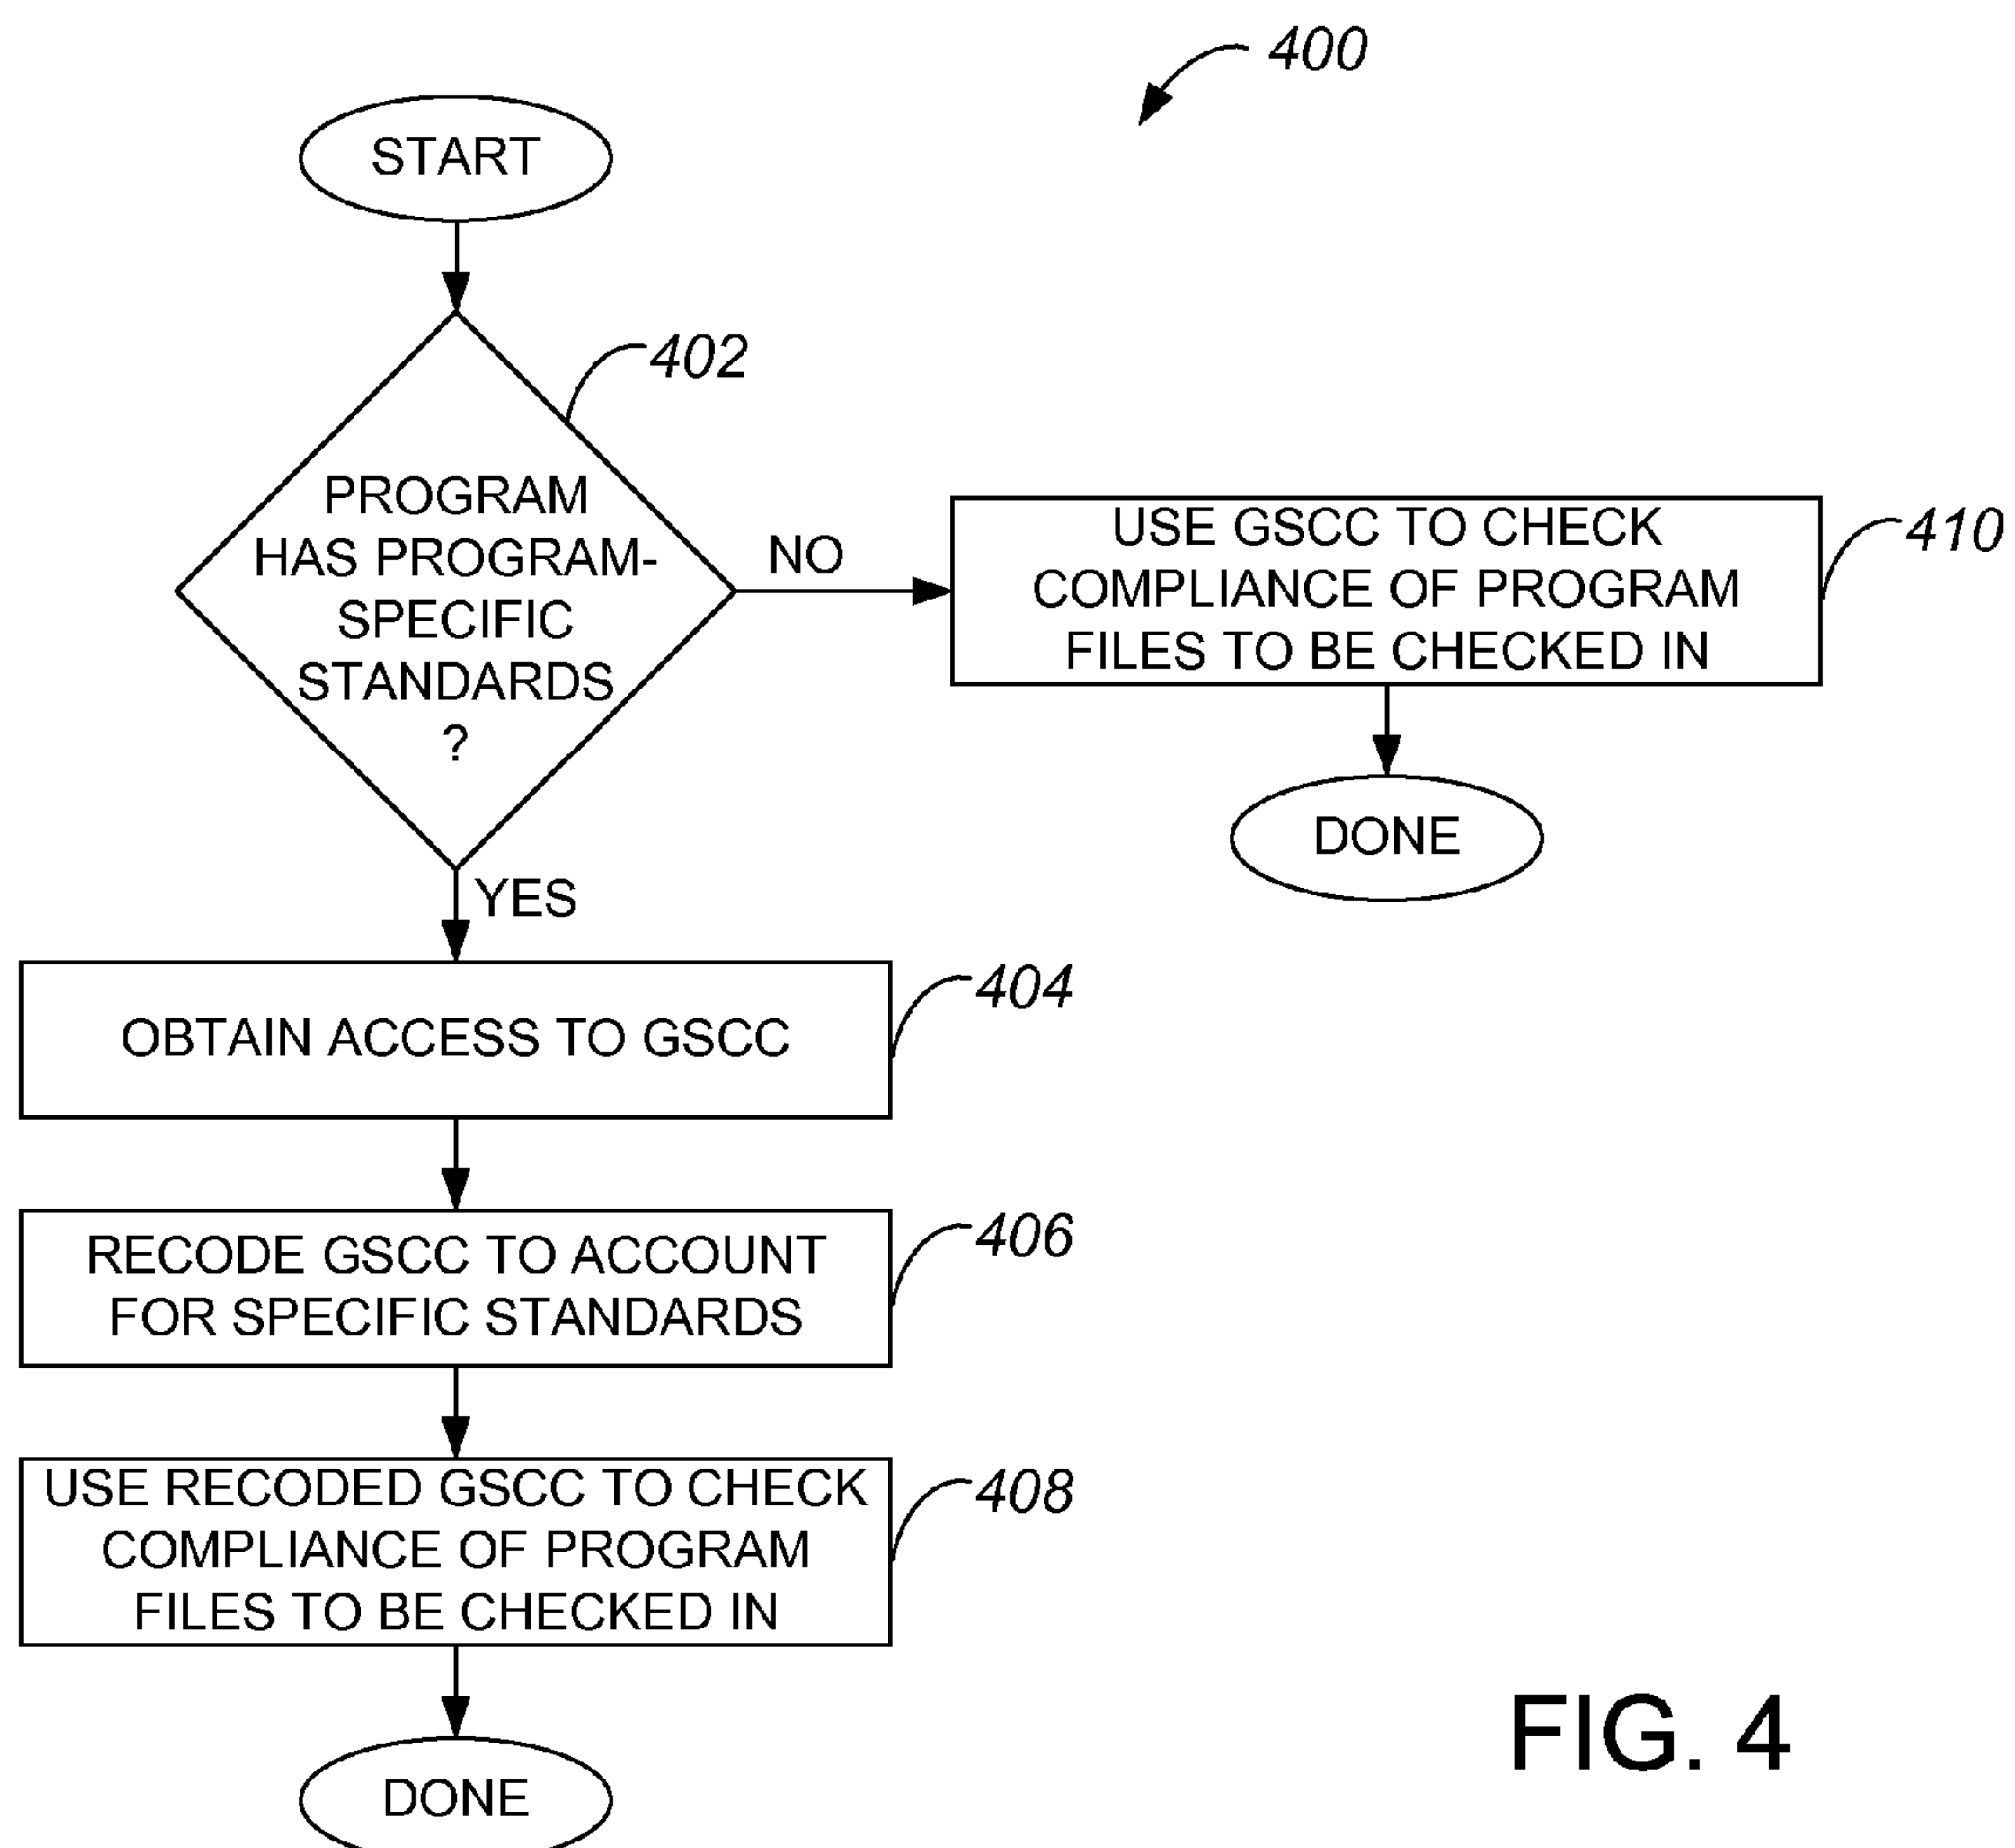 400
START
402
PROGRAM
HAS PROGRAM-
SPECIFIC
STANDARDS
?
NO
USE GSCC TO CHECK
COMPLIANCE OF PROGRAM
FILES TO BE CHECKED IN
410
DONE
YES
OBTAIN ACCESS TO GSCC
404
RECODE GSCC TO ACCOUNT
FOR SPECIFIC STANDARDS
406
USE RECODED GSCC TO CHECK
COMPLIANCE OF PROGRAM
FILES TO BE CHECKED IN
408
DONE
FIG. 4